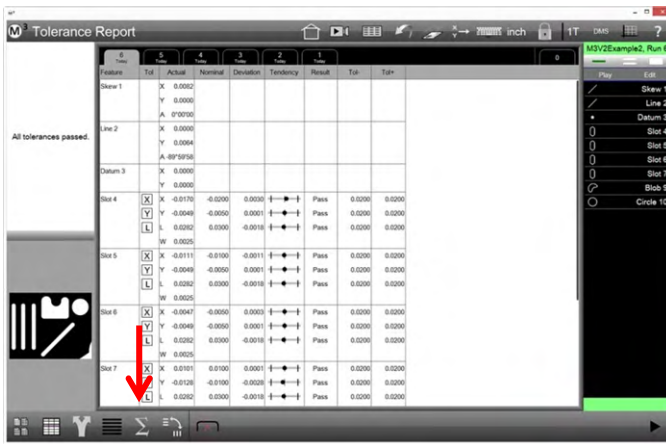 M3 Tolerance Report
inch
1T
DMS
?
M3V2Example2, Run 6
6 Today
5 Today
4 Today
3 Today
2 Today
1 Today
0
Play Edit
Feature Tol Actual Nominal Deviation Tendency Result Tol- Tol+
Skew 1 X 0.0082
Y 0.0000
A 0°00'00
Line 2 X 0.0000
Y 0.0064
A -89°59'58
Datum 3 X 0.0000
Y 0.0000
Slot 4 X X -0.0170 -0.0200 0.0030 Pass 0.0200 0.0200
Y Y -0.0049 -0.0050 0.0001 Pass 0.0200 0.0200
L L 0.0282 0.0300 -0.0018 Pass 0.0200 0.0200
W 0.0025
Slot 5 X X -0.0111 -0.0100 -0.0011 Pass 0.0200 0.0200
Y Y -0.0049 -0.0050 0.0001 Pass 0.0200 0.0200
L L 0.0282 0.0300 -0.0018 Pass 0.0200 0.0200
W 0.0025
Slot 6 X X -0.0047 -0.0050 0.0003 Pass 0.0200 0.0200
Y Y -0.0049 -0.0050 0.0001 Pass 0.0200 0.0200
L L 0.0282 0.0300 -0.0018 Pass 0.0200 0.0200
W 0.0025
Slot 7 X X 0.0101 0.0100 0.0001 Pass 0.0200 0.0200
Y -0.0128 -0.0100 -0.0028 Pass 0.0200 0.0200
L L 0.0282 0.0300 -0.0018 Pass 0.0200 0.0200
All tolerances passed.
Skew 1
Line 2
Datum 3
Slot 4
Slot 5
Slot 6
Slot 7
Blob 9
Circle 10